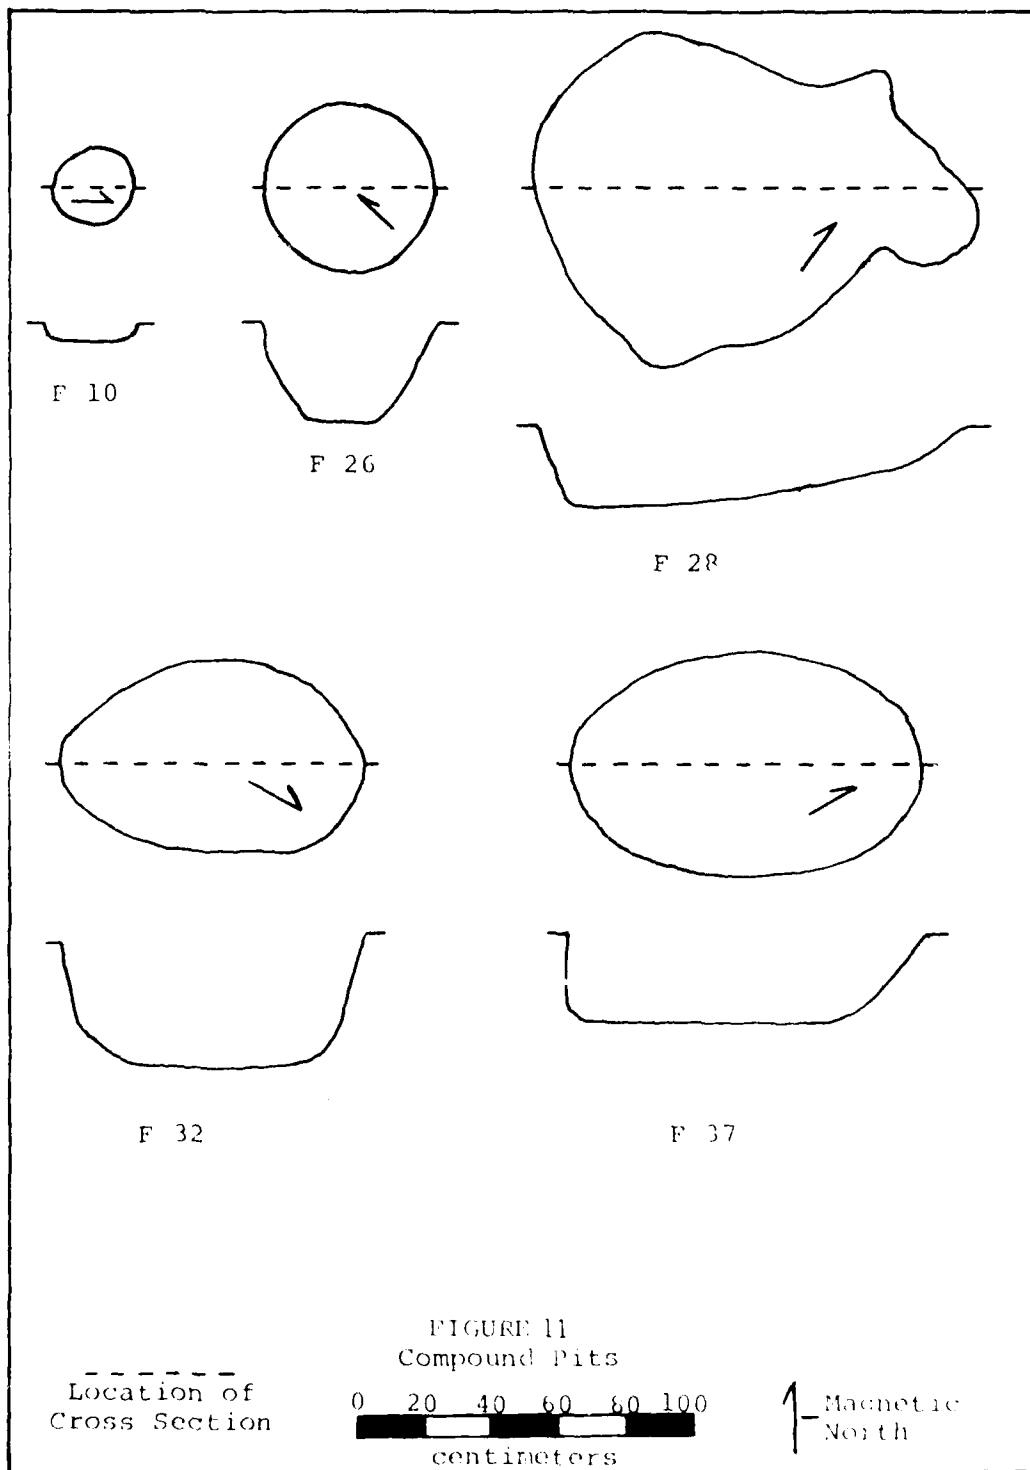 F 10
F 26
F 28
F 32
F 37
FIGURE 11
Compound Pits
Location of
Cross Section
0 20 40 60 80 100
centimeters
Magnetic
North